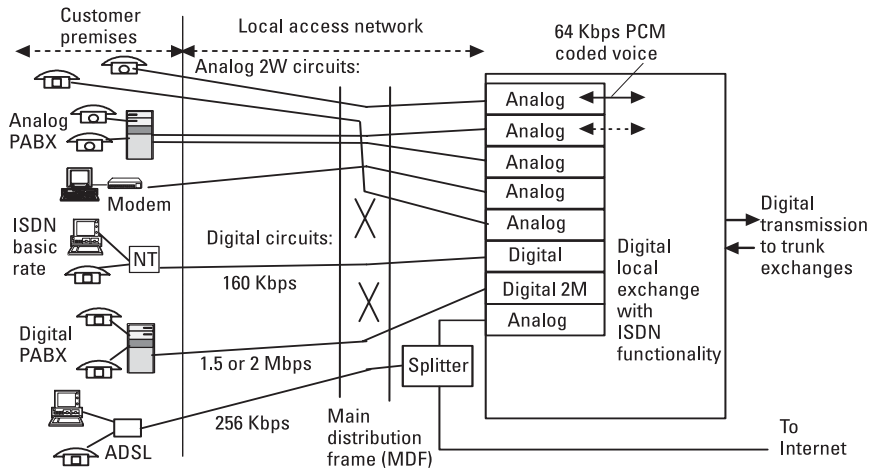 Customer
premises
Local access network
64 Kbps PCM
coded voice
Analog 2W circuits:
Analog
Analog
PABX
Analog
Analog
Modem
Analog
ISDN
basic
rate
NT
Digital circuits:
160 Kbps
Analog
Digital
Digital 2M
Analog
Digital
local
exchange
with
ISDN
functionality
Digital
transmission
to trunk
exchanges
Digital
PABX
1.5 or 2 Mbps
Splitter
256 Kbps
ADSL
Main
distribution
frame (MDF)
To
Internet